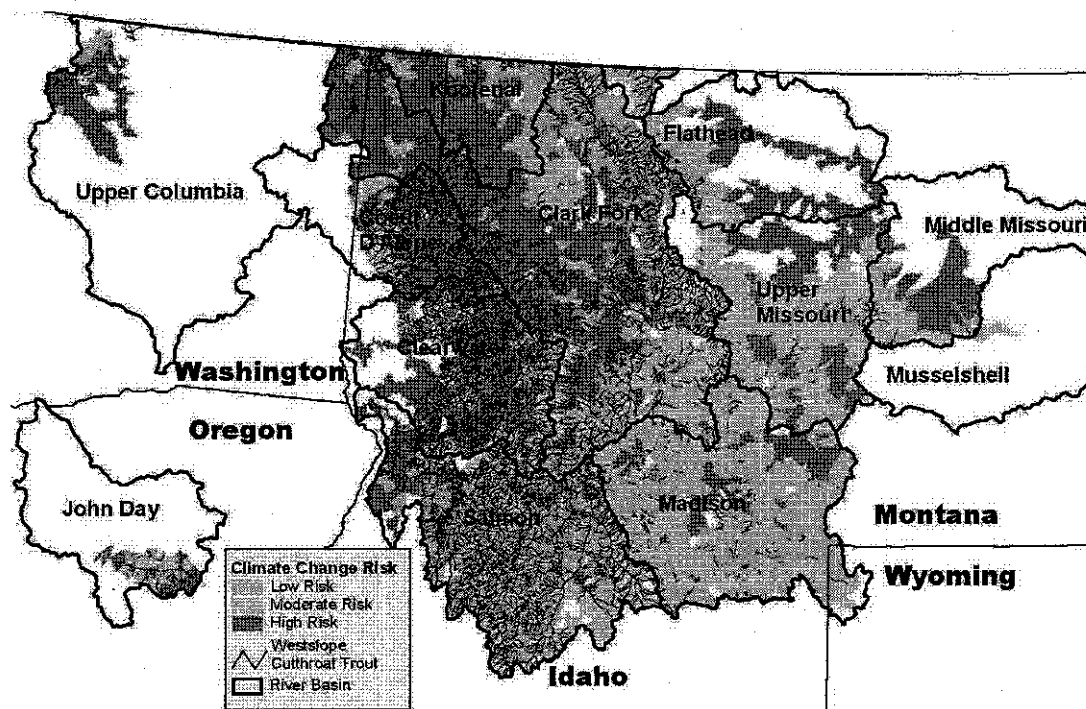 Kootenai
Flathead
Upper Columbia
Clark Fork
Middle Missouri
Upper
Missouri
Clear
Washington
Musselshell
Oregon
John Day
Salmon
Madison
Montana
Wyoming
Climate Change Risk
Low Risk
Moderate Risk
High Risk
Westslope
Cutthroat Trout
River Basin
Idaho